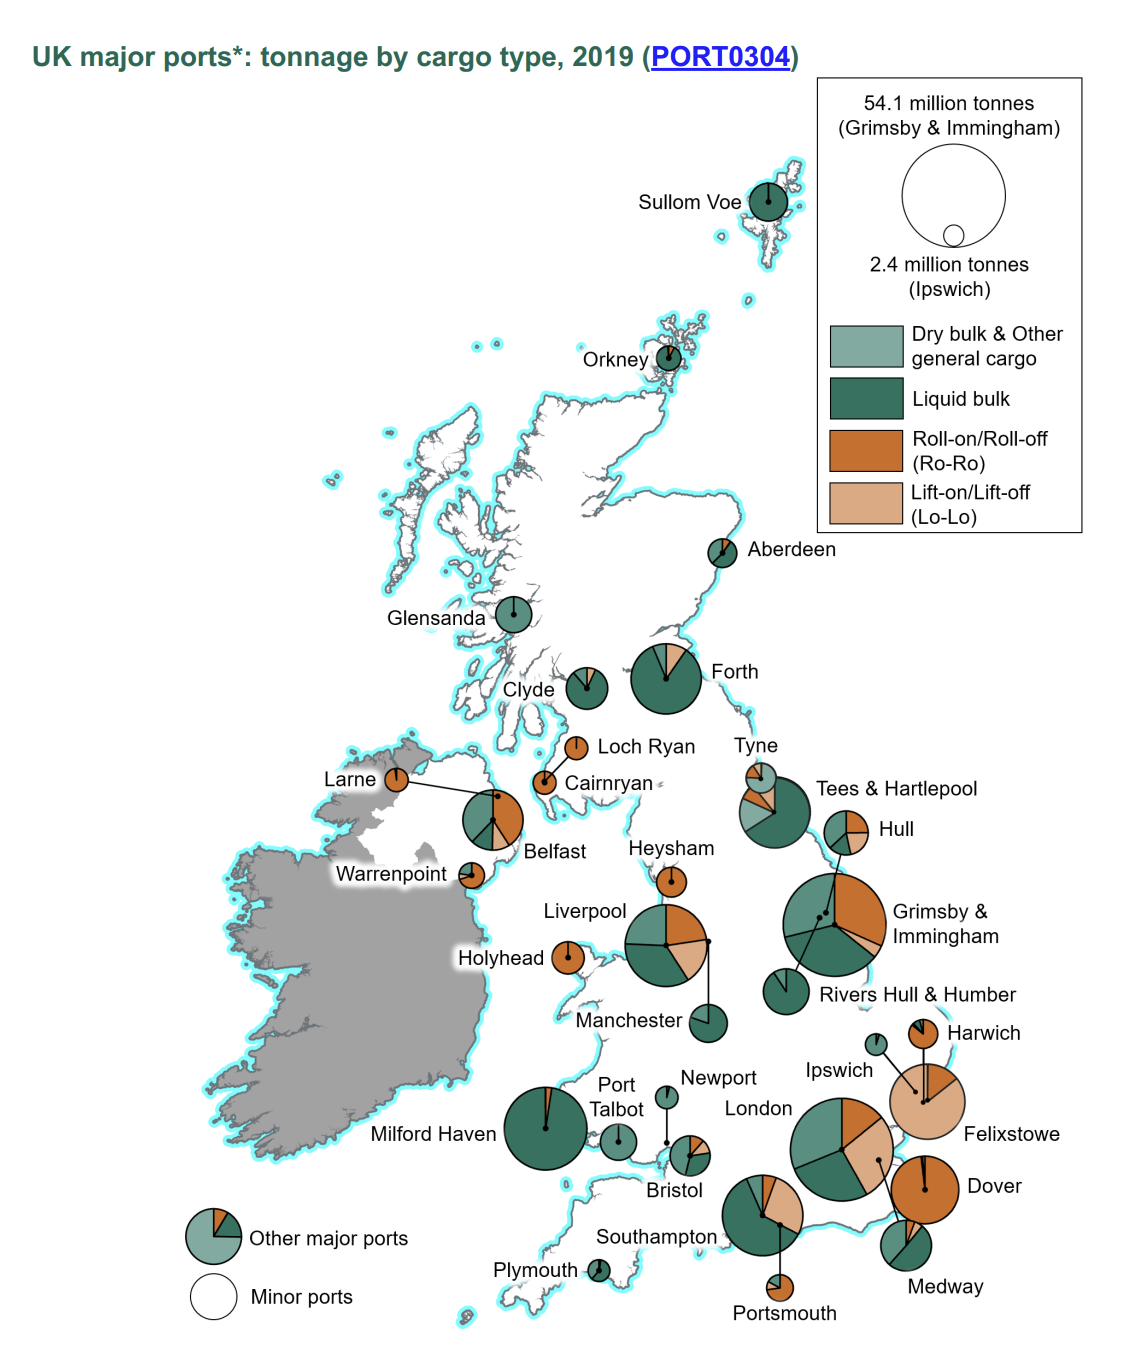 UK major ports*: tonnage by cargo type, 2019 (PORT0304)
54.1 million tonnes
(Grimsby & Immingham)
2.4 million tonnes
(Ipswich)
Dry bulk & Other
general cargo
Liquid bulk
Roll-on/Roll-off
(Ro-Ro)
Lift-on/Lift-off
(Lo-Lo)
Sullom Voe
Orkney
Aberdeen
Glensanda
Forth
Clyde
Loch Ryan
Tyne
Larne
Cairnryan
Tees & Hartlepool
Hull
Belfast
Heysham
Warrenpoint
Liverpool
Grimsby &
Immingham
Holyhead
Rivers Hull & Humber
Manchester
Harwich
Ipswich
Newport
Port
Talbot
London
Milford Haven
Felixstowe
Bristol
Dover
Southampton
Other major ports
Plymouth
Medway
Minor ports
Portsmouth